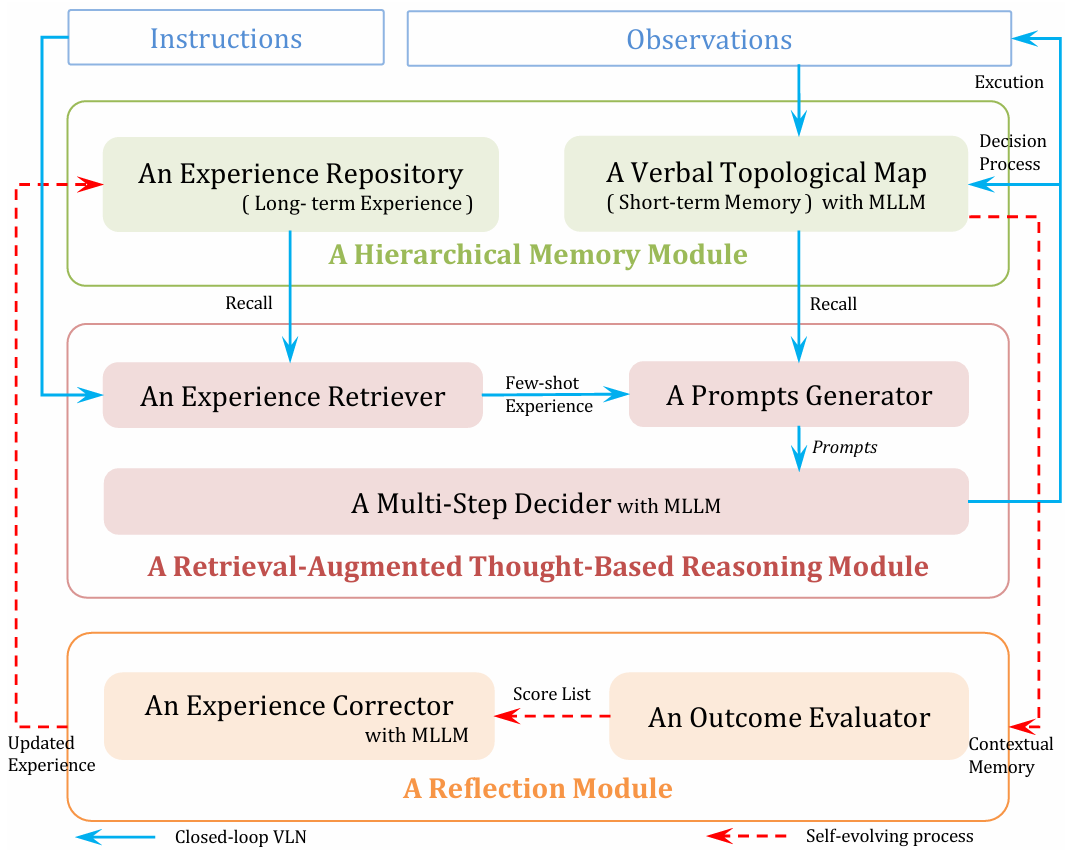 Instructions
Observations
Excution
Decision
Process
An Experience Repository
( Long- term Experience )
A Verbal Topological Map
( Short-term Memory ) with MLLM
A Hierarchical Memory Module
Recall
Recall
An Experience Retriever
Few-shot
Experience
A Prompts Generator
Prompts
A Multi-Step Decider with MLLM
A Retrieval-Augmented Thought-Based Reasoning Module
An Experience Corrector
with MLLM
Score List
An Outcome Evaluator
Updated
Experience
Contextual
Memory
A Reflection Module
Closed-loop VLN
Self-evolving process